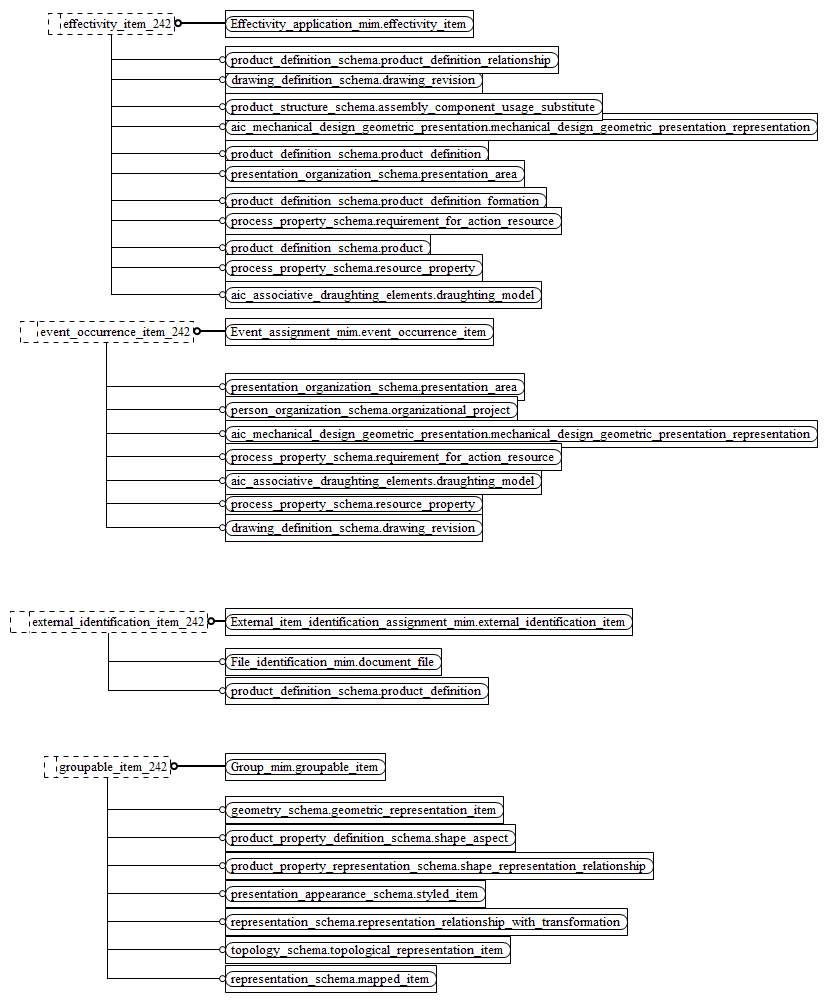 effectivity_item_242
Effectivity_application_mim.effectivity_item
product_definition_schema.product_definition_relationship
drawing_definition_schema.drawing_revision
product_structure_schema.assembly_component_usage_substitute
aic_mechanical_design_geometric_presentation.mechanical_design_geometric_presentation_representation
product_definition_schema.product_definition
presentation_organization_schema.presentation_area
product_definition_schema.product_definition_formation
process_property_schema.requirement_for_action_resource
product_definition_schema.product
process_property_schema.resource_property
aic_associative_draughting_elements.draughting_model
event_occurrence_item_242
Event_assignment_mim.event_occurrence_item
presentation_organization_schema.presentation_area
person_organization_schema.organizational_project
aic_mechanical_design_geometric_presentation.mechanical_design_geometric_presentation_representation
process_property_schema.requirement_for_action_resource
aic_associative_draughting_elements.draughting_model
process_property_schema.resource_property
drawing_definition_schema.drawing_revision
external_identification_item_242
External_item_identification_assignment_mim.external_identification_item
File_identification_mim.document_file
product_definition_schema.product_definition
groupable_item_242
Group_mim.groupable_item
geometry_schema.geometric_representation_item
product_property_definition_schema.shape_aspect
product_property_representation_schema.shape_representation_relationship
presentation_appearance_schema.styled_item
representation_schema.representation_relationship_with_transformation
topology_schema.topological_representation_item
representation_schema.mapped_item